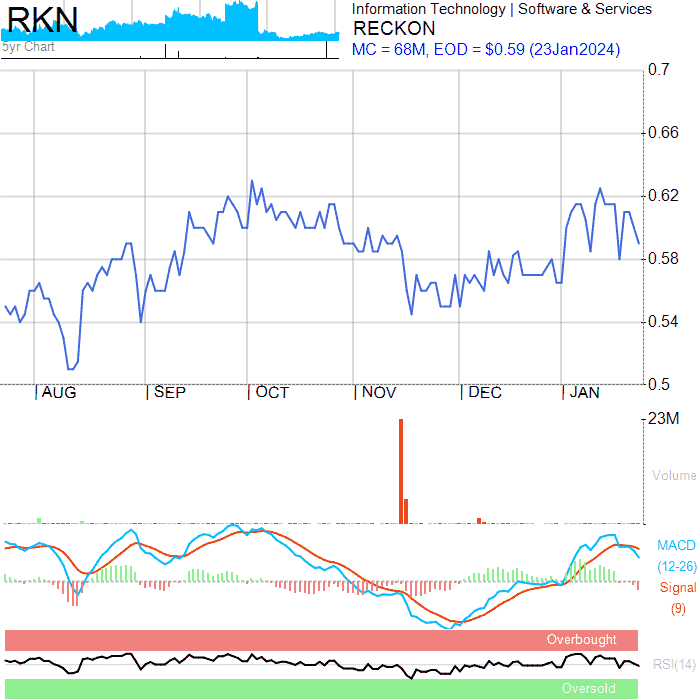 RKN
5yr Chart
Information Technology | Software & Services
RECKON
MC = 68M, EOD = $0.59 (23Jan2024)
0.7
0.66
0.62
0.58
0.54
0.5
AUG SEP OCT NOV DEC JAN
23M
Volume
MACD
(12-26)
Signal
(9)
Overbought
RSI(14)
Oversold